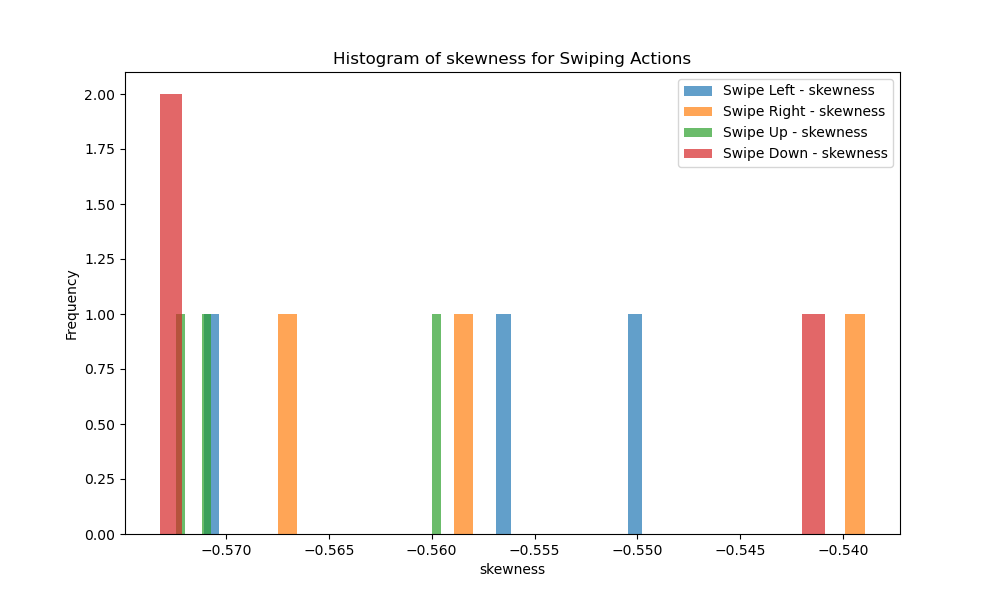 Histogram of skewness for Swiping Actions
Swipe Left - skewness
Swipe Right - skewness
Swipe Up - skewness
Swipe Down - skewness
Frequency
2.00
1.75
1.50
1.25
1.00
0.75
0.50
0.25
0.00
−0.570 −0.565 −0.560 −0.555 −0.550 −0.545 −0.540
skewness